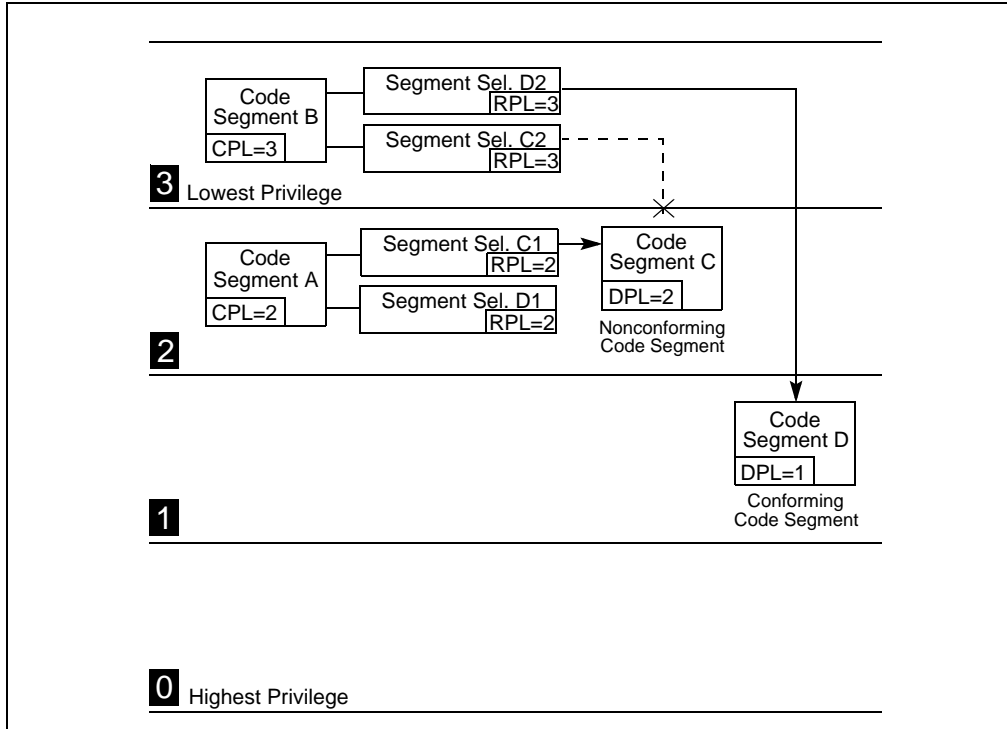 Code
Segment B
CPL=3
Segment Sel. D2
RPL=3
Segment Sel. C2
RPL=3
3 Lowest Privilege
Code
Segment A
CPL=2
Segment Sel. C1
RPL=2
Segment Sel. D1
RPL=2
Code
Segment C
DPL=2
Nonconforming
Code Segment
2
Code
Segment D
DPL=1
Conforming
Code Segment
1
0 Highest Privilege